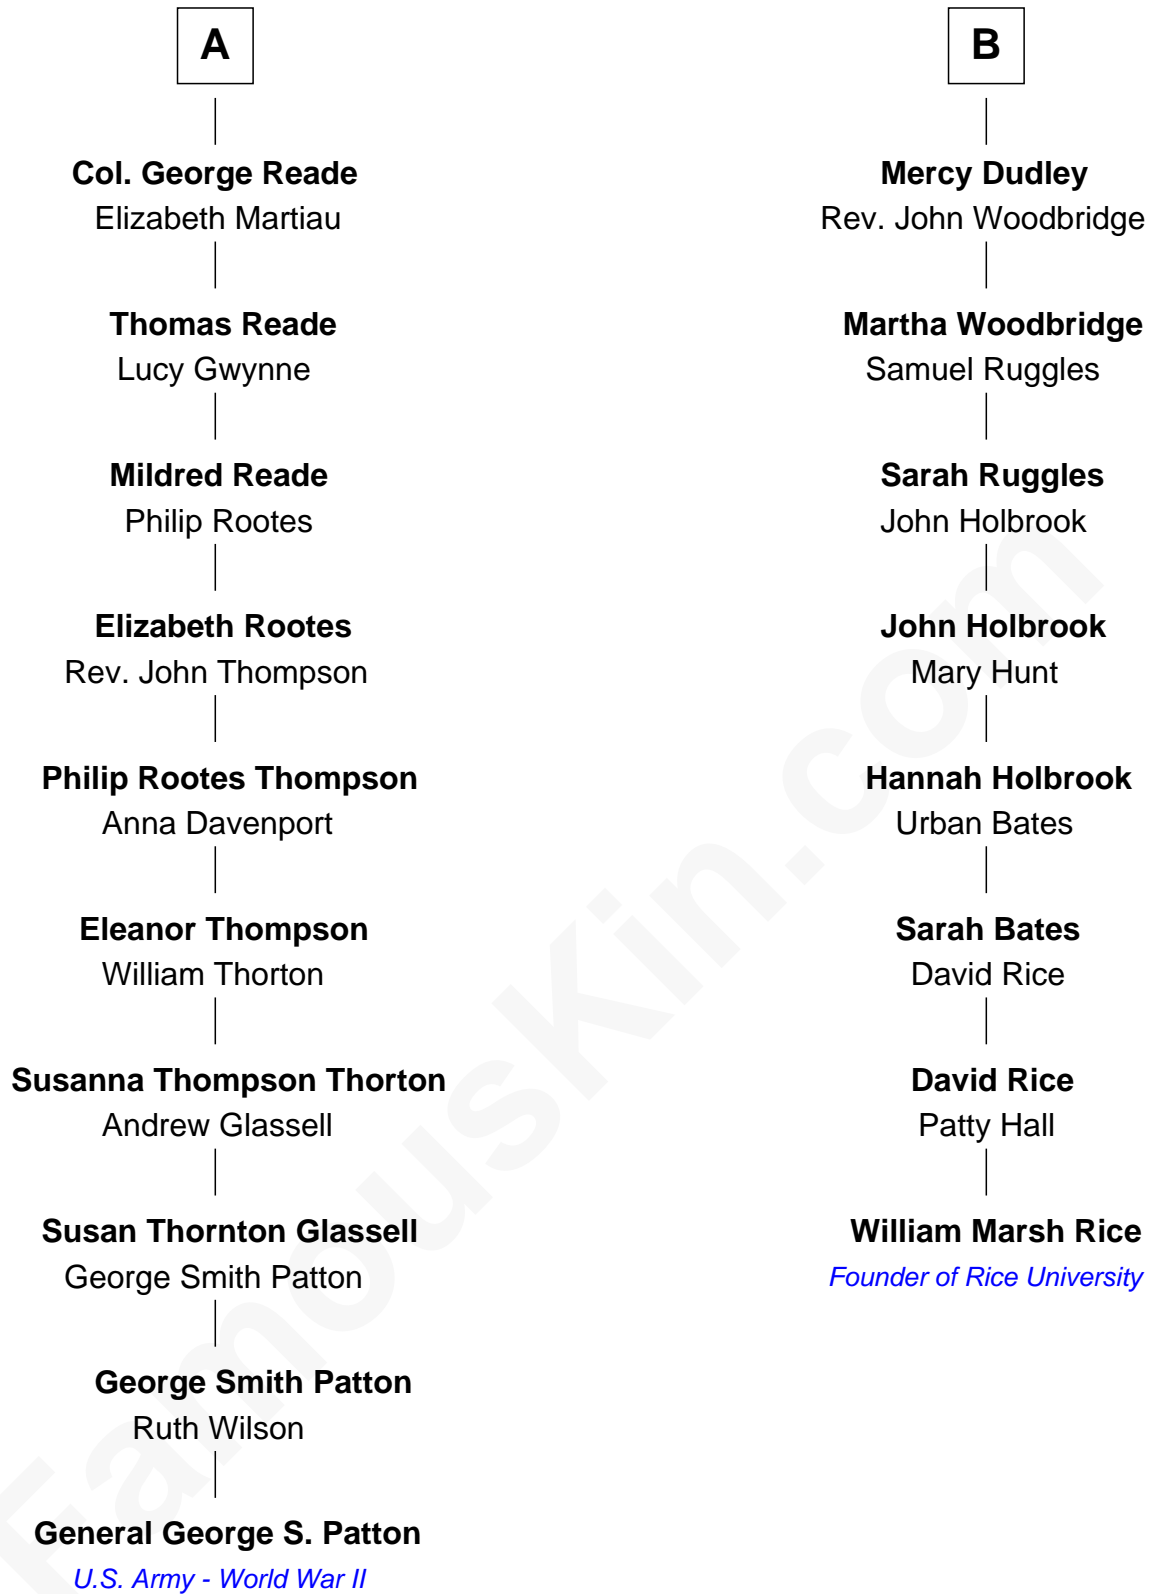 A
Col. George Reade
Elizabeth Martiau
Thomas Reade
Lucy Gwynne
Mildred Reade
Philip Rootes
Elizabeth Rootes
Rev. John Thompson
Philip Rootes Thompson
Anna Davenport
Eleanor Thompson
William Thorton
Susanna Thompson Thorton
Andrew Glassell
Susan Thornton Glassell
George Smith Patton
George Smith Patton
Ruth Wilson
General George S. Patton
U.S. Army - World War II
B
Mercy Dudley
Rev. John Woodbridge
Martha Woodbridge
Samuel Ruggles
Sarah Ruggles
John Holbrook
John Holbrook
Mary Hunt
Hannah Holbrook
Urban Bates
Sarah Bates
David Rice
David Rice
Patty Hall
William Marsh Rice
Founder of Rice University
FamousKin.com